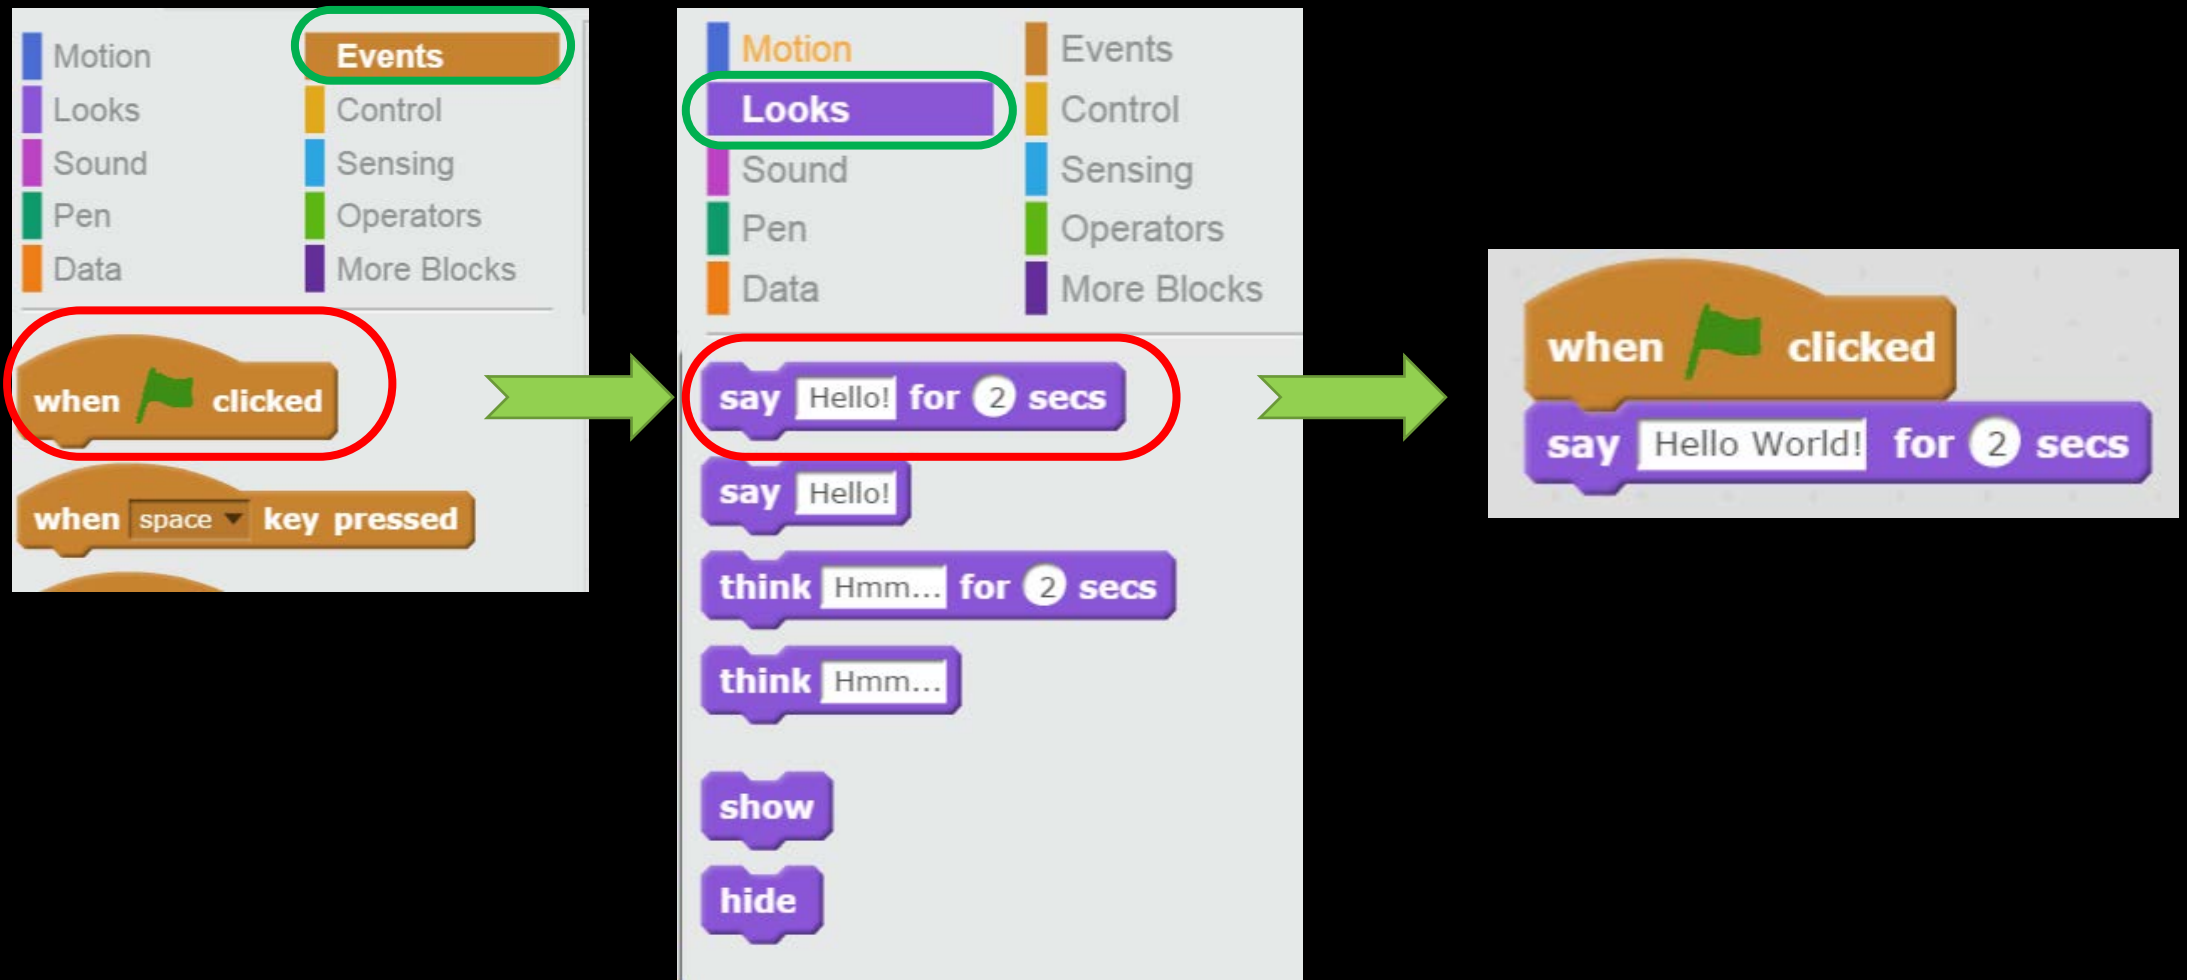 Motion Events
Looks Control
Sound Sensing
Pen Operators
Data More Blocks
when clicked
when space key pressed
Motion Events
Looks Control
Sound Sensing
Pen Operators
Data More Blocks
say Hello! for 2 secs
say Hello!
think Hmm... for 2 secs
think Hmm...
show
hide
when clicked
say Hello World! for 2 secs